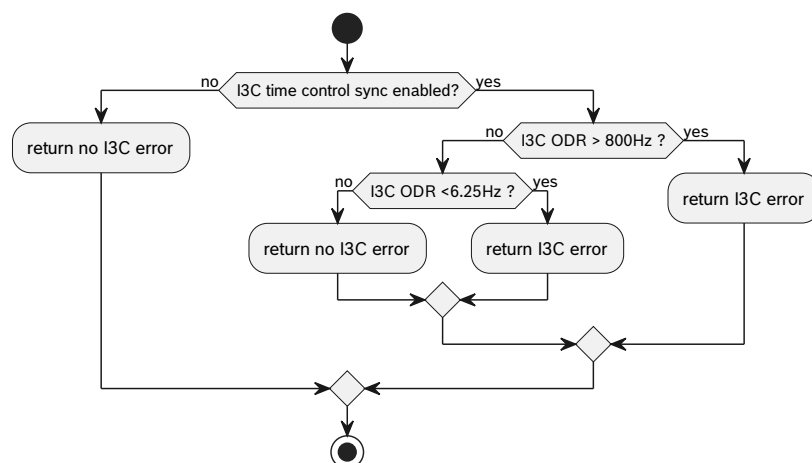 no
I3C time control sync enabled?
yes
return no I3C error
no
I3C ODR > 800Hz ?
yes
no
I3C ODR <6.25Hz ?
yes
return I3C error
return no I3C error
return I3C error